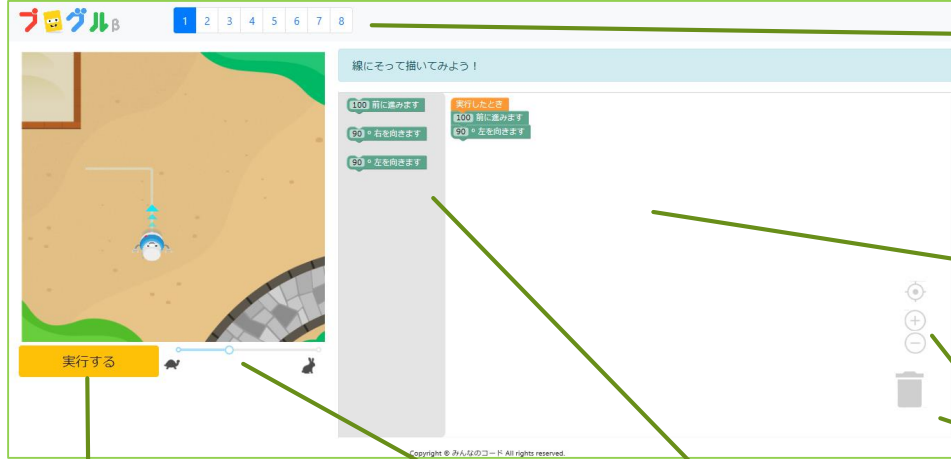 プログルβ
1 2 3 4 5 6 7 8
線にそって描いてみよう！
100 前に進みます
90 ° 右を向きます
90 ° 左を向きます
実行したとき
100 前に進みます
90 ° 左を向きます
実行する
Copyright © みんなのコード All rights reserved.